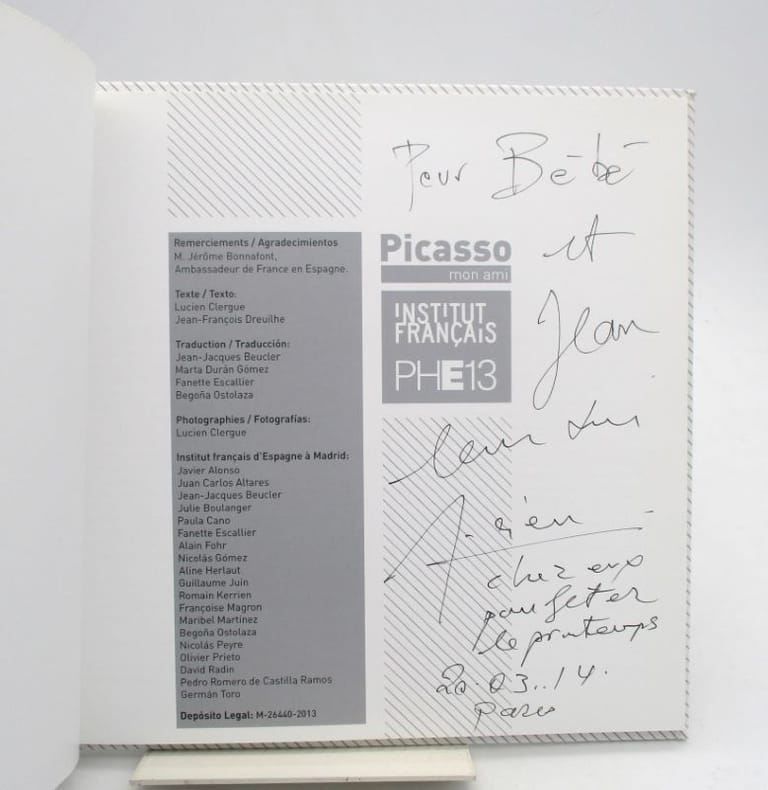 Remerciements / Agradecimientos
M. Jérôme Bonnafont,
Ambassadeur de France en Espagne.
Texte / Texto:
Lucien Clergue
Jean-François Dreuilhe
Traduction / Traducción:
Jean-Jacques Beucler
Marta Durán Gómez
Fanette Escallier
Begoña Ostolaza
Photographies / Fotografías:
Lucien Clergue
Institut français d'Espagne à Madrid:
Javier Alonso
Juan Carlos Altares
Jean-Jacques Beucler
Julie Boulanger
Paula Cano
Fanette Escallier
Alain Fohr
Nicolás Gómez
Aline Herlaut
Guillaume Juin
Romain Kerrien
Françoise Magron
Maribel Martinez
Begoña Ostolaza
Nicolás Peyre
Olivier Prieto
David Radin
Pedro Romero de Castilla Ramos
Germán Toro
Depósito Legal: M-26440-2013
Picasso
mon ami
INSTITUT
FRANÇAIS
PHE13
Pour Bébé
et
Jean
leur
chez eux
pour feter
le printemps
20.03.14.
Paris